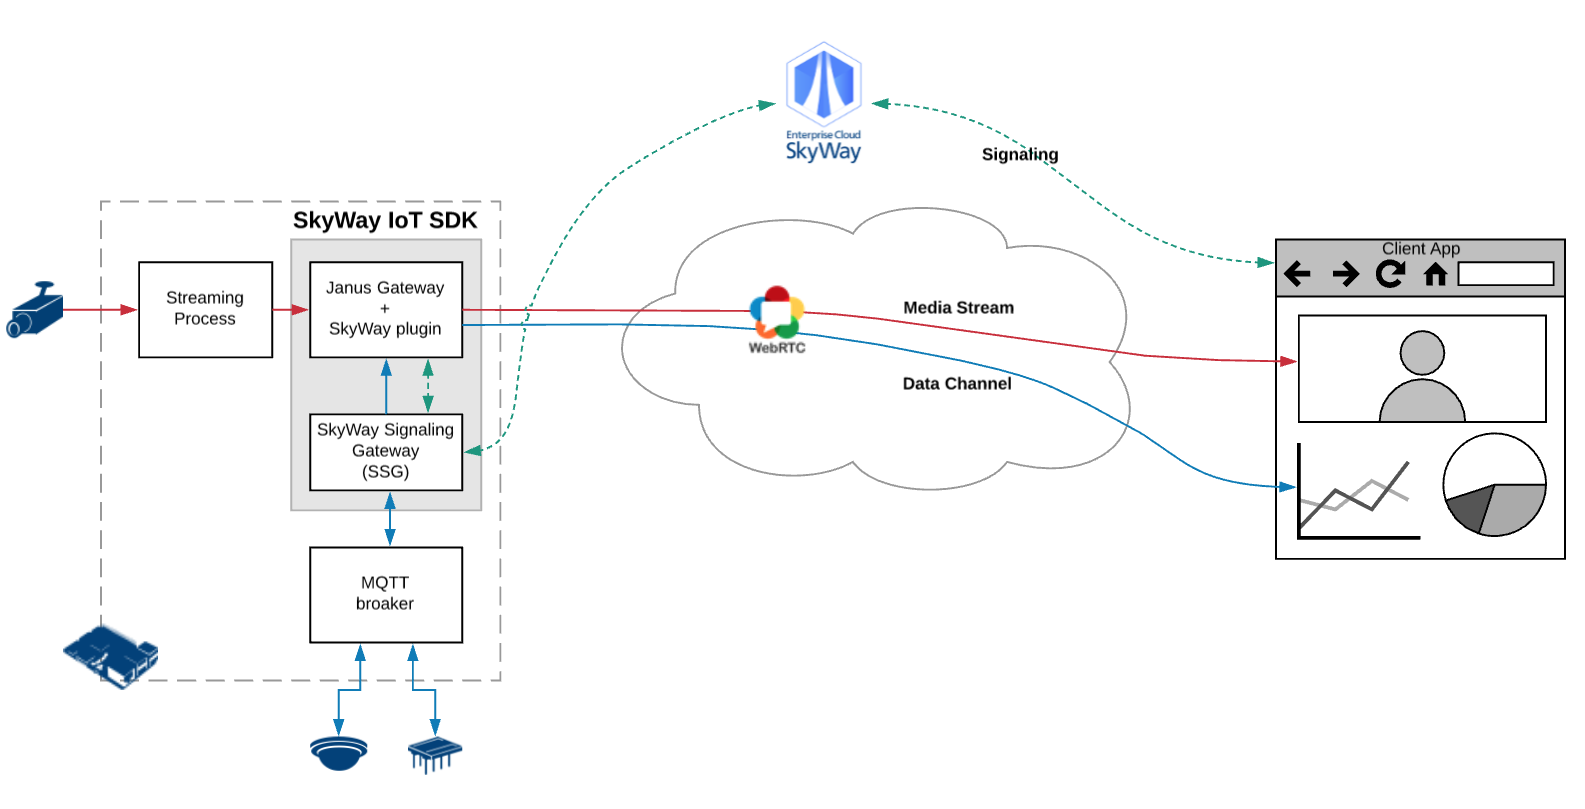 Enterprise Cloud
SkyWay
Signaling
SkyWay IoT SDK
Client App
Streaming
Process
Janus Gateway
+
SkyWay plugin
Media Stream
WebRTC
Data Channel
SkyWay Signaling
Gateway
(SSG)
MQTT
broaker